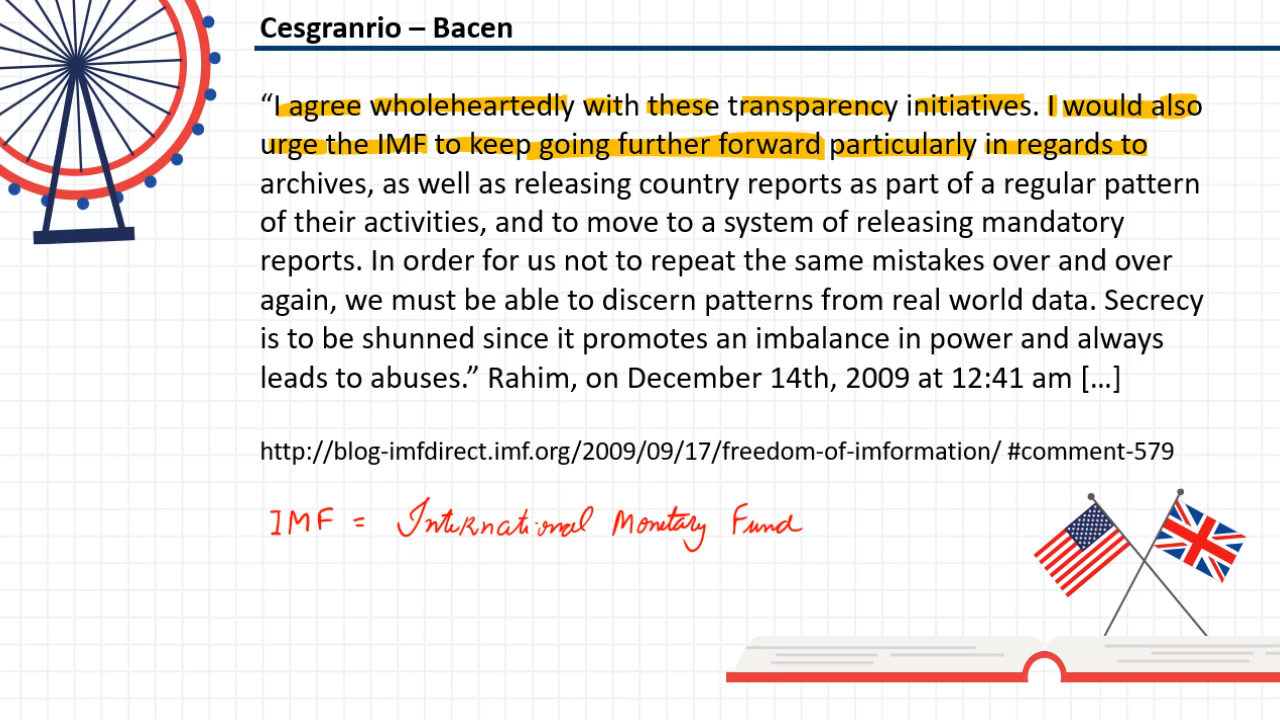 Cesgranrio – Bacen
“I agree wholeheartedly with these transparency initiatives. I would also
urge the IMF to keep going further forward particularly in regards to
archives, as well as releasing country reports as part of a regular pattern
of their activities, and to move to a system of releasing mandatory
reports. In order for us not to repeat the same mistakes over and over
again, we must be able to discern patterns from real world data. Secrecy
is to be shunned since it promotes an imbalance in power and always
leads to abuses.” Rahim, on December 14th, 2009 at 12:41 am [...]
http://blog-imfdirect.imf.org/2009/09/17/freedom-of-imformation/ #comment-579
IMF = International Monetary Fund